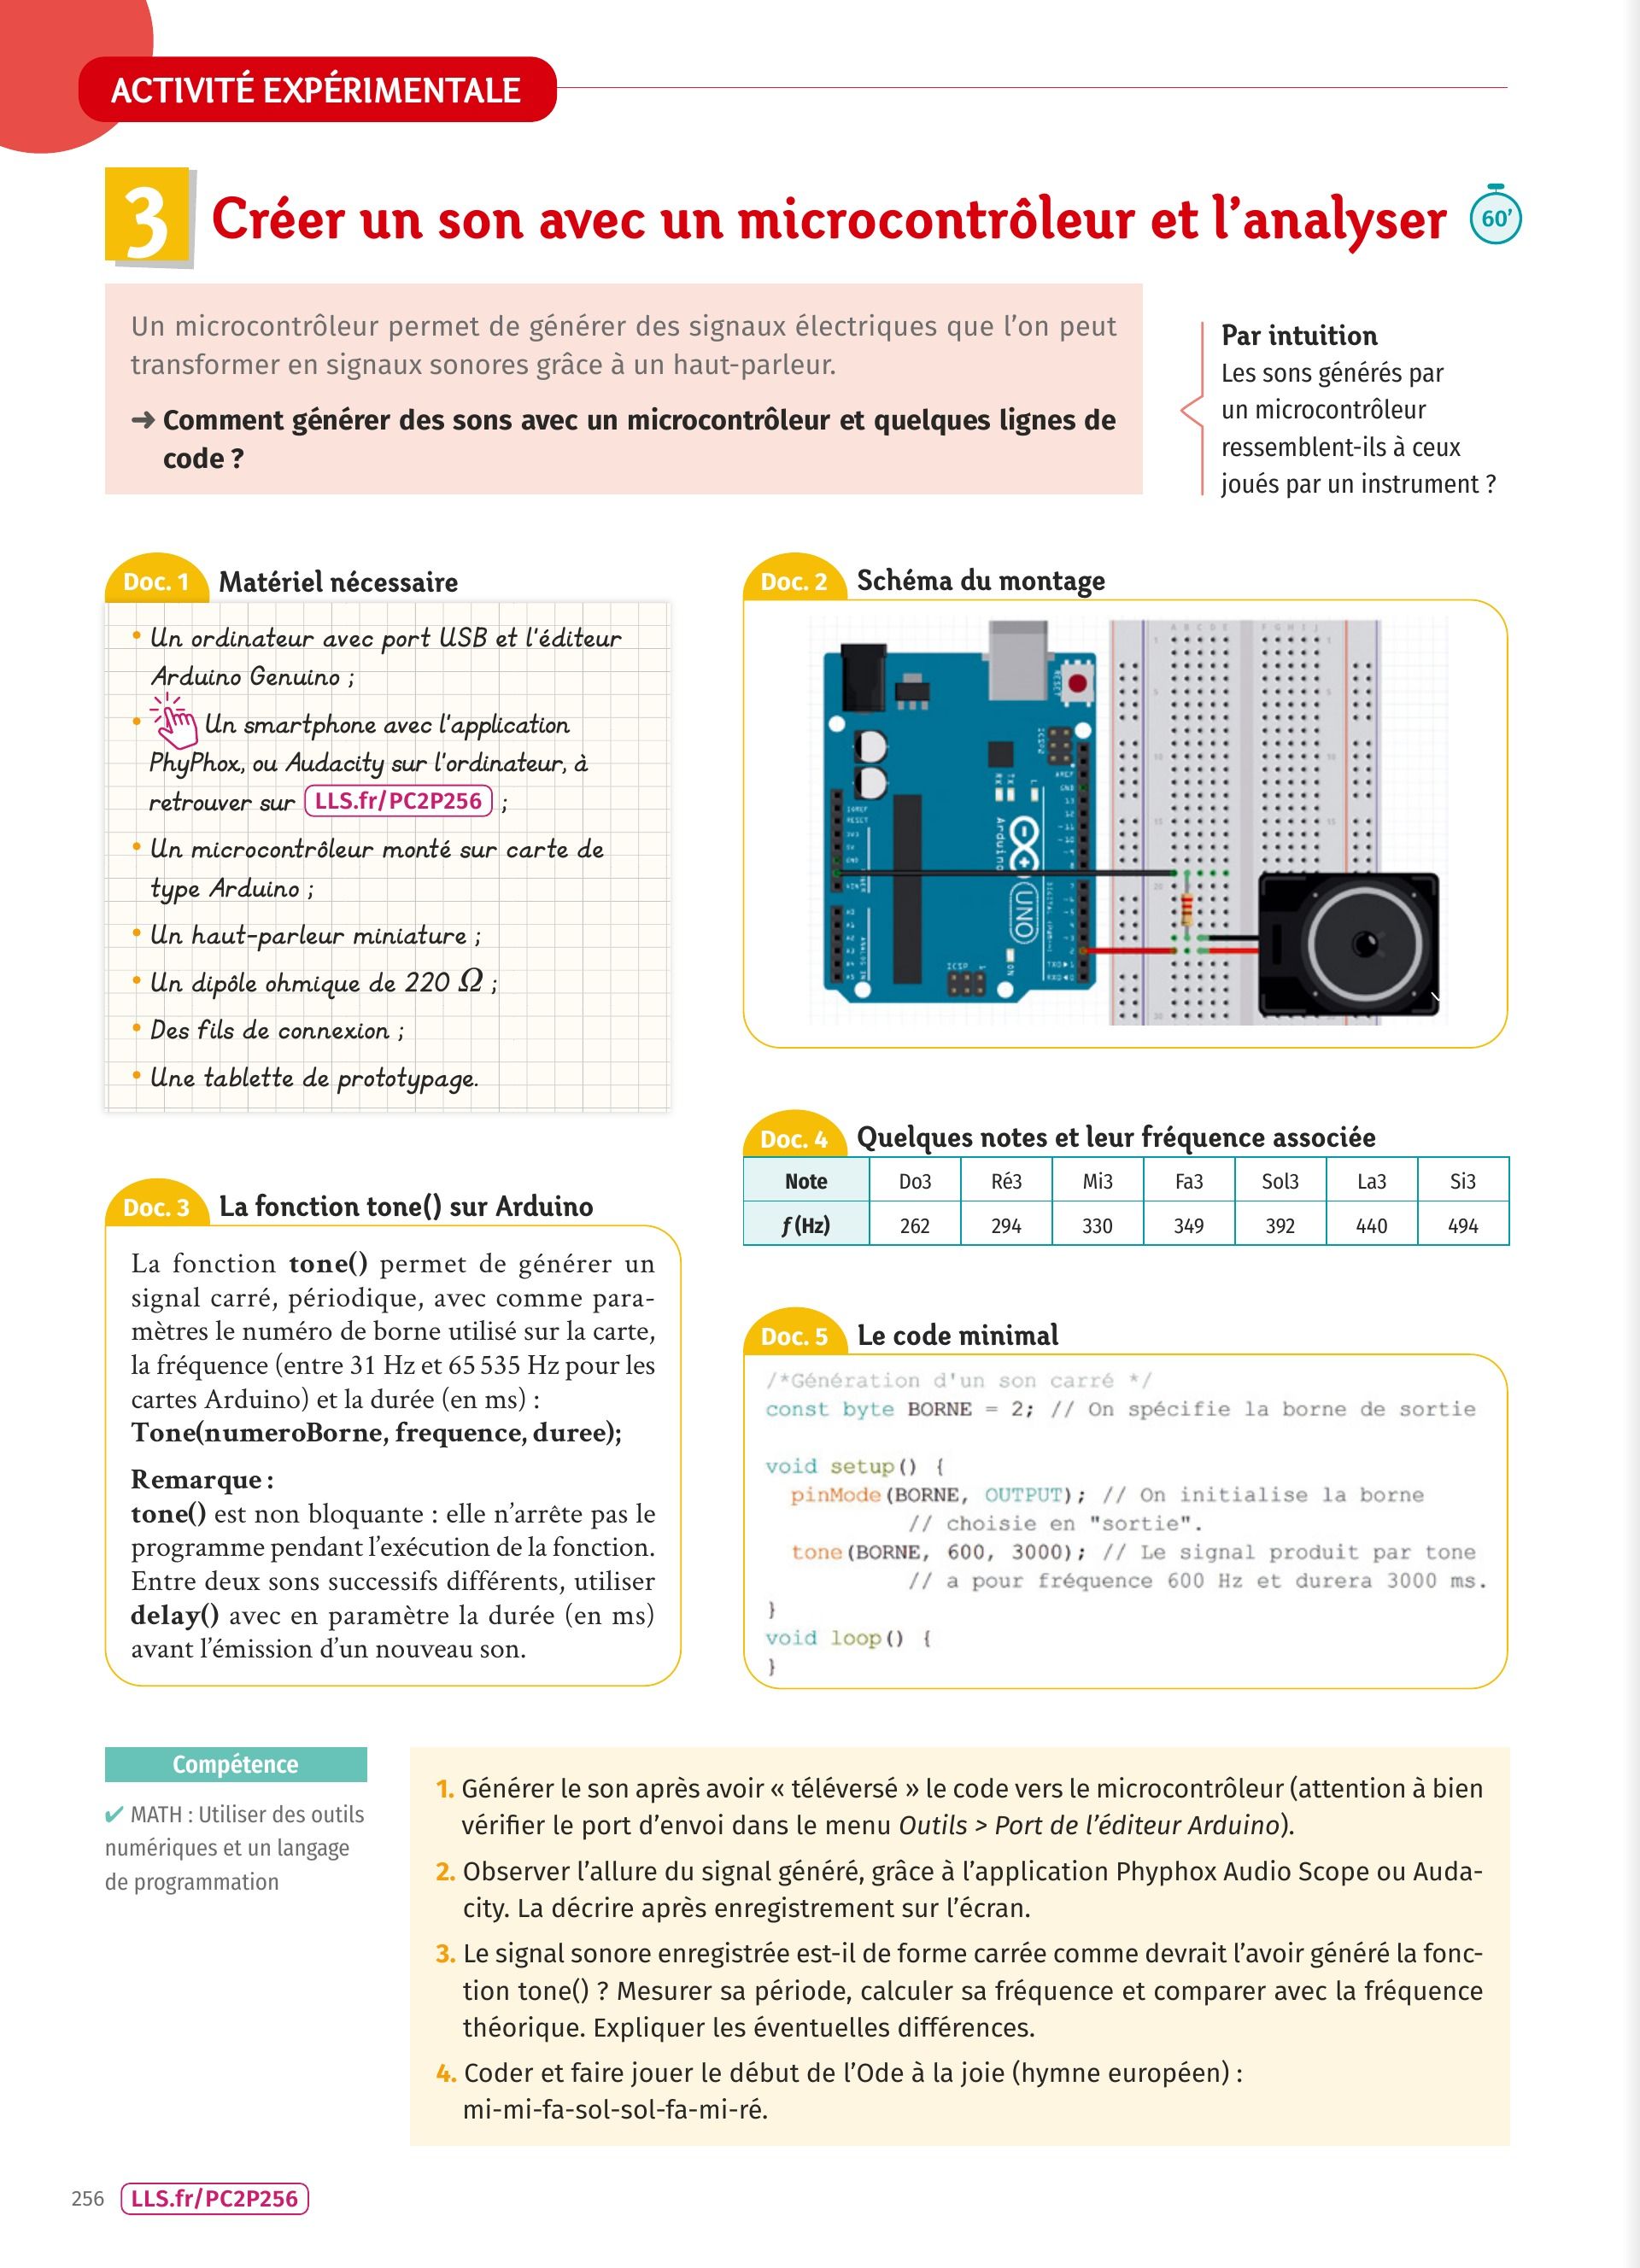 ACTIVITÉ EXPÉRIMENTALE
3 Créer un son avec un microcontrôleur et l'analyser 60'
Un microcontrôleur permet de générer des signaux électriques que l'on peut
transformer en signaux sonores grâce à un haut-parleur.
➜ Comment générer des sons avec un microcontrôleur et quelques lignes de
code ?
Par intuition
Les sons générés par
un microcontrôleur
ressemblent-ils à ceux
joués par un instrument ?
Doc. 1 Matériel nécessaire
• Un ordinateur avec port USB et l'éditeur
Arduino Genuino ;
• Un smartphone avec l'application
PhyPhox, ou Audacity sur l'ordinateur, à
retrouver sur LLS.fr/PC2P256 ;
• Un microcontrôleur monté sur carte de
type Arduino ;
• Un haut-parleur miniature ;
• Un dipôle ohmique de 220 Ω ;
• Des fils de connexion ;
• Une tablette de prototypage.
Doc. 2 Schéma du montage
RESET
ICSP2
AREF
GND
13
12
Arduino
UNO
IOREF
RESET
3V3
5V
GND
VIN
ICSP
ON
Doc. 3 La fonction tone() sur Arduino
La fonction tone() permet de générer un
signal carré, périodique, avec comme para-
mètres le numéro de borne utilisé sur la carte,
la fréquence (entre 31 Hz et 65 535 Hz pour les
cartes Arduino) et la durée (en ms) :
Tone(numeroBorne, frequence, duree);
Remarque :
tone() est non bloquante : elle n'arrête pas le
programme pendant l'exécution de la fonction.
Entre deux sons successifs différents, utiliser
delay() avec en paramètre la durée (en ms)
avant l'émission d'un nouveau son.
Doc. 4 Quelques notes et leur fréquence associée
Note Do3 Ré3 Mi3 Fa3 Sol3 La3 Si3
f (Hz) 262 294 330 349 392 440 494
Doc. 5 Le code minimal
/*Génération d'un son carré */
const byte BORNE = 2; // On spécifie la borne de sortie
void setup() {
pinMode(BORNE, OUTPUT); // On initialise la borne
// choisie en "sortie".
tone(BORNE, 600, 3000); // Le signal produit par tone
// a pour fréquence 600 Hz et durera 3000 ms.
}
void loop() {
}
Compétence
✔ MATH : Utiliser des outils
numériques et un langage
de programmation
1. Générer le son après avoir « téléversé » le code vers le microcontrôleur (attention à bien
vérifier le port d'envoi dans le menu Outils > Port de l'éditeur Arduino).
2. Observer l'allure du signal généré, grâce à l'application Phyphox Audio Scope ou Auda-
city. La décrire après enregistrement sur l'écran.
3. Le signal sonore enregistrée est-il de forme carrée comme devrait l'avoir généré la fonc-
tion tone() ? Mesurer sa période, calculer sa fréquence et comparer avec la fréquence
théorique. Expliquer les éventuelles différences.
4. Coder et faire jouer le début de l'Ode à la joie (hymne européen) :
mi-mi-fa-sol-sol-fa-mi-ré.
256 LLS.fr/PC2P256